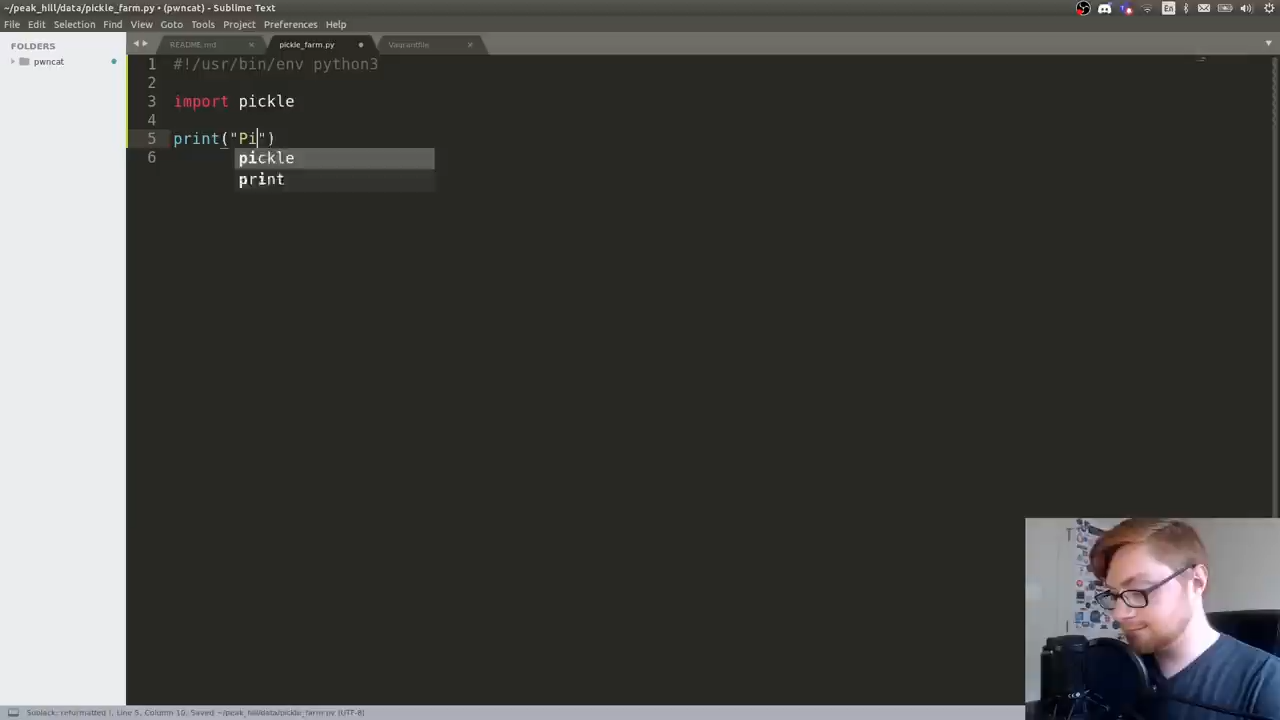 ~/peak_hill/data/pickle_farm.py • (pwncat) - Sublime Text
File Edit Selection Find View Goto Tools Project Preferences Help
FOLDERS
pwncat
README.md × pickle_farm.py Vagrantfile ×
En
1 #!/usr/bin/env python3
2
3 import pickle
4
5 print("Pi")
6
pickle
print
Line 5, Column 10, Saved ~/peak_hill/data/pickle_farm.py (UTF-8)